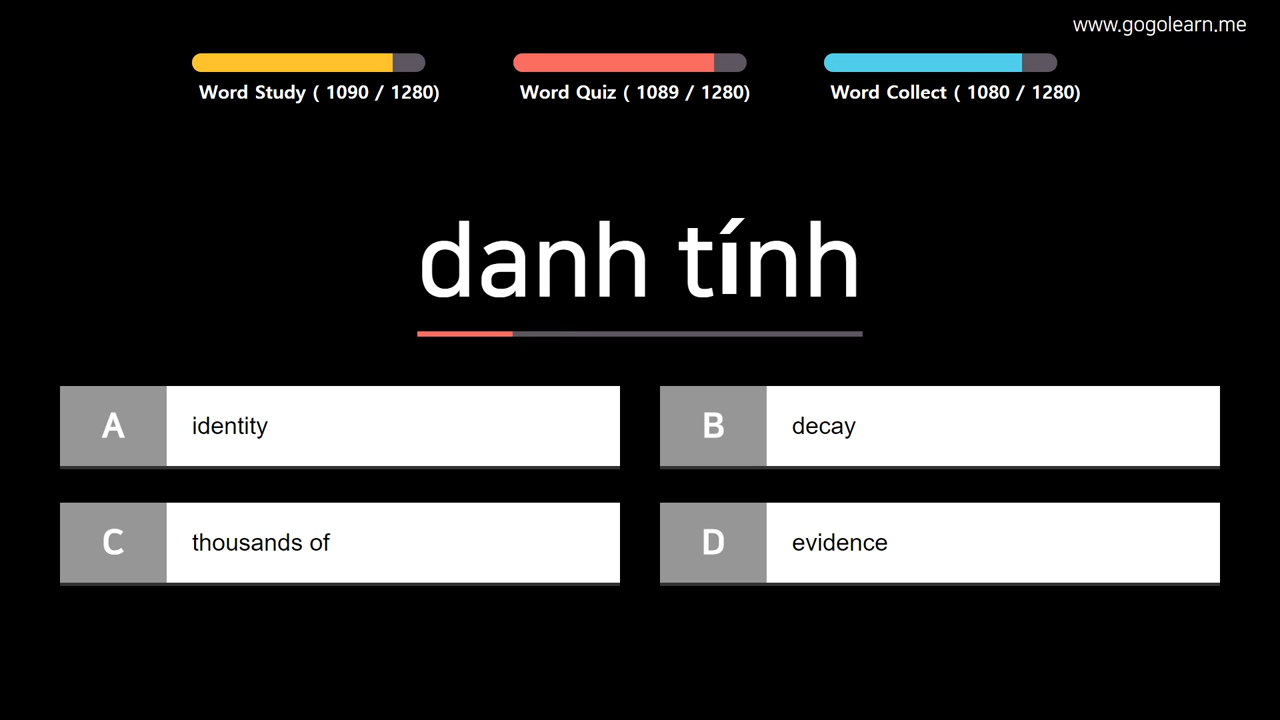 www.gogolearn.me
Word Study ( 1090 / 1280)
Word Quiz ( 1089 / 1280)
Word Collect ( 1080 / 1280)
danh tính
A identity
B decay
C thousands of
D evidence